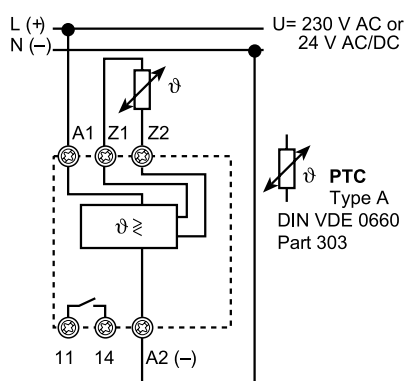 L (+)
U= 230 V AC or
N (–)
24 V AC/DC
ϑ
A1 Z1 Z2
ϑ PTC
Type A
DIN VDE 0660
Part 303
ϑ ≷
11 14 A2 (–)